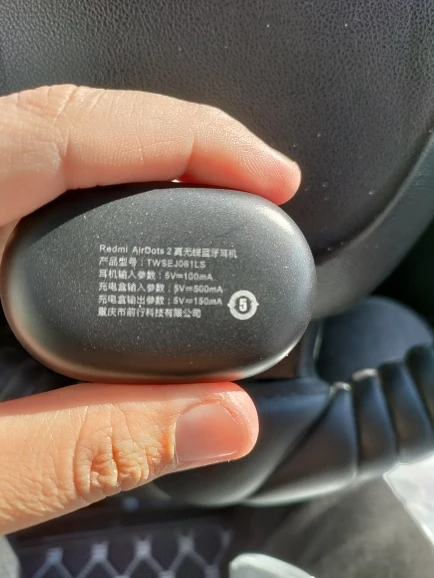 Redmi AirDots 2 真无线蓝牙耳机
产品型号：TWSEJ061LS
耳机输入参数：5V⎓100mA
充电盒输入参数：5V⎓500mA
充电盒输出参数：5V⎓150mA
重庆市前行科技有限公司
5